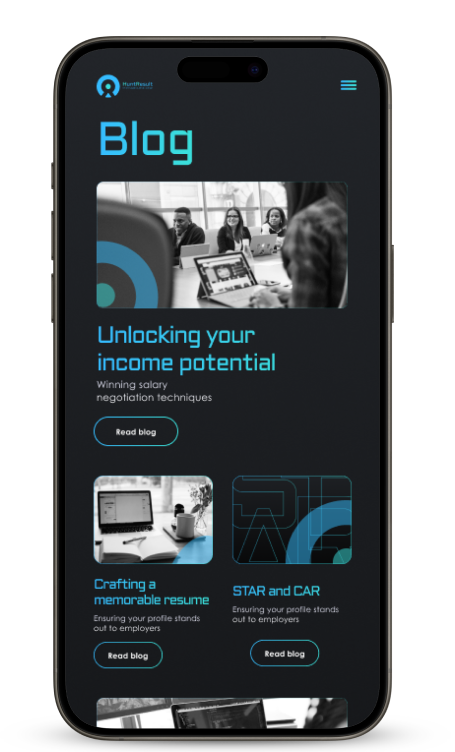 HuntResult
Blog
Unlocking your
income potential
Winning salary
negotiation techniques
Read blog
Crafting a
memorable resume
Ensuring your profile stands
out to employers
Read blog
STAR and CAR
Ensuring your profile stands
out to employers
Read blog